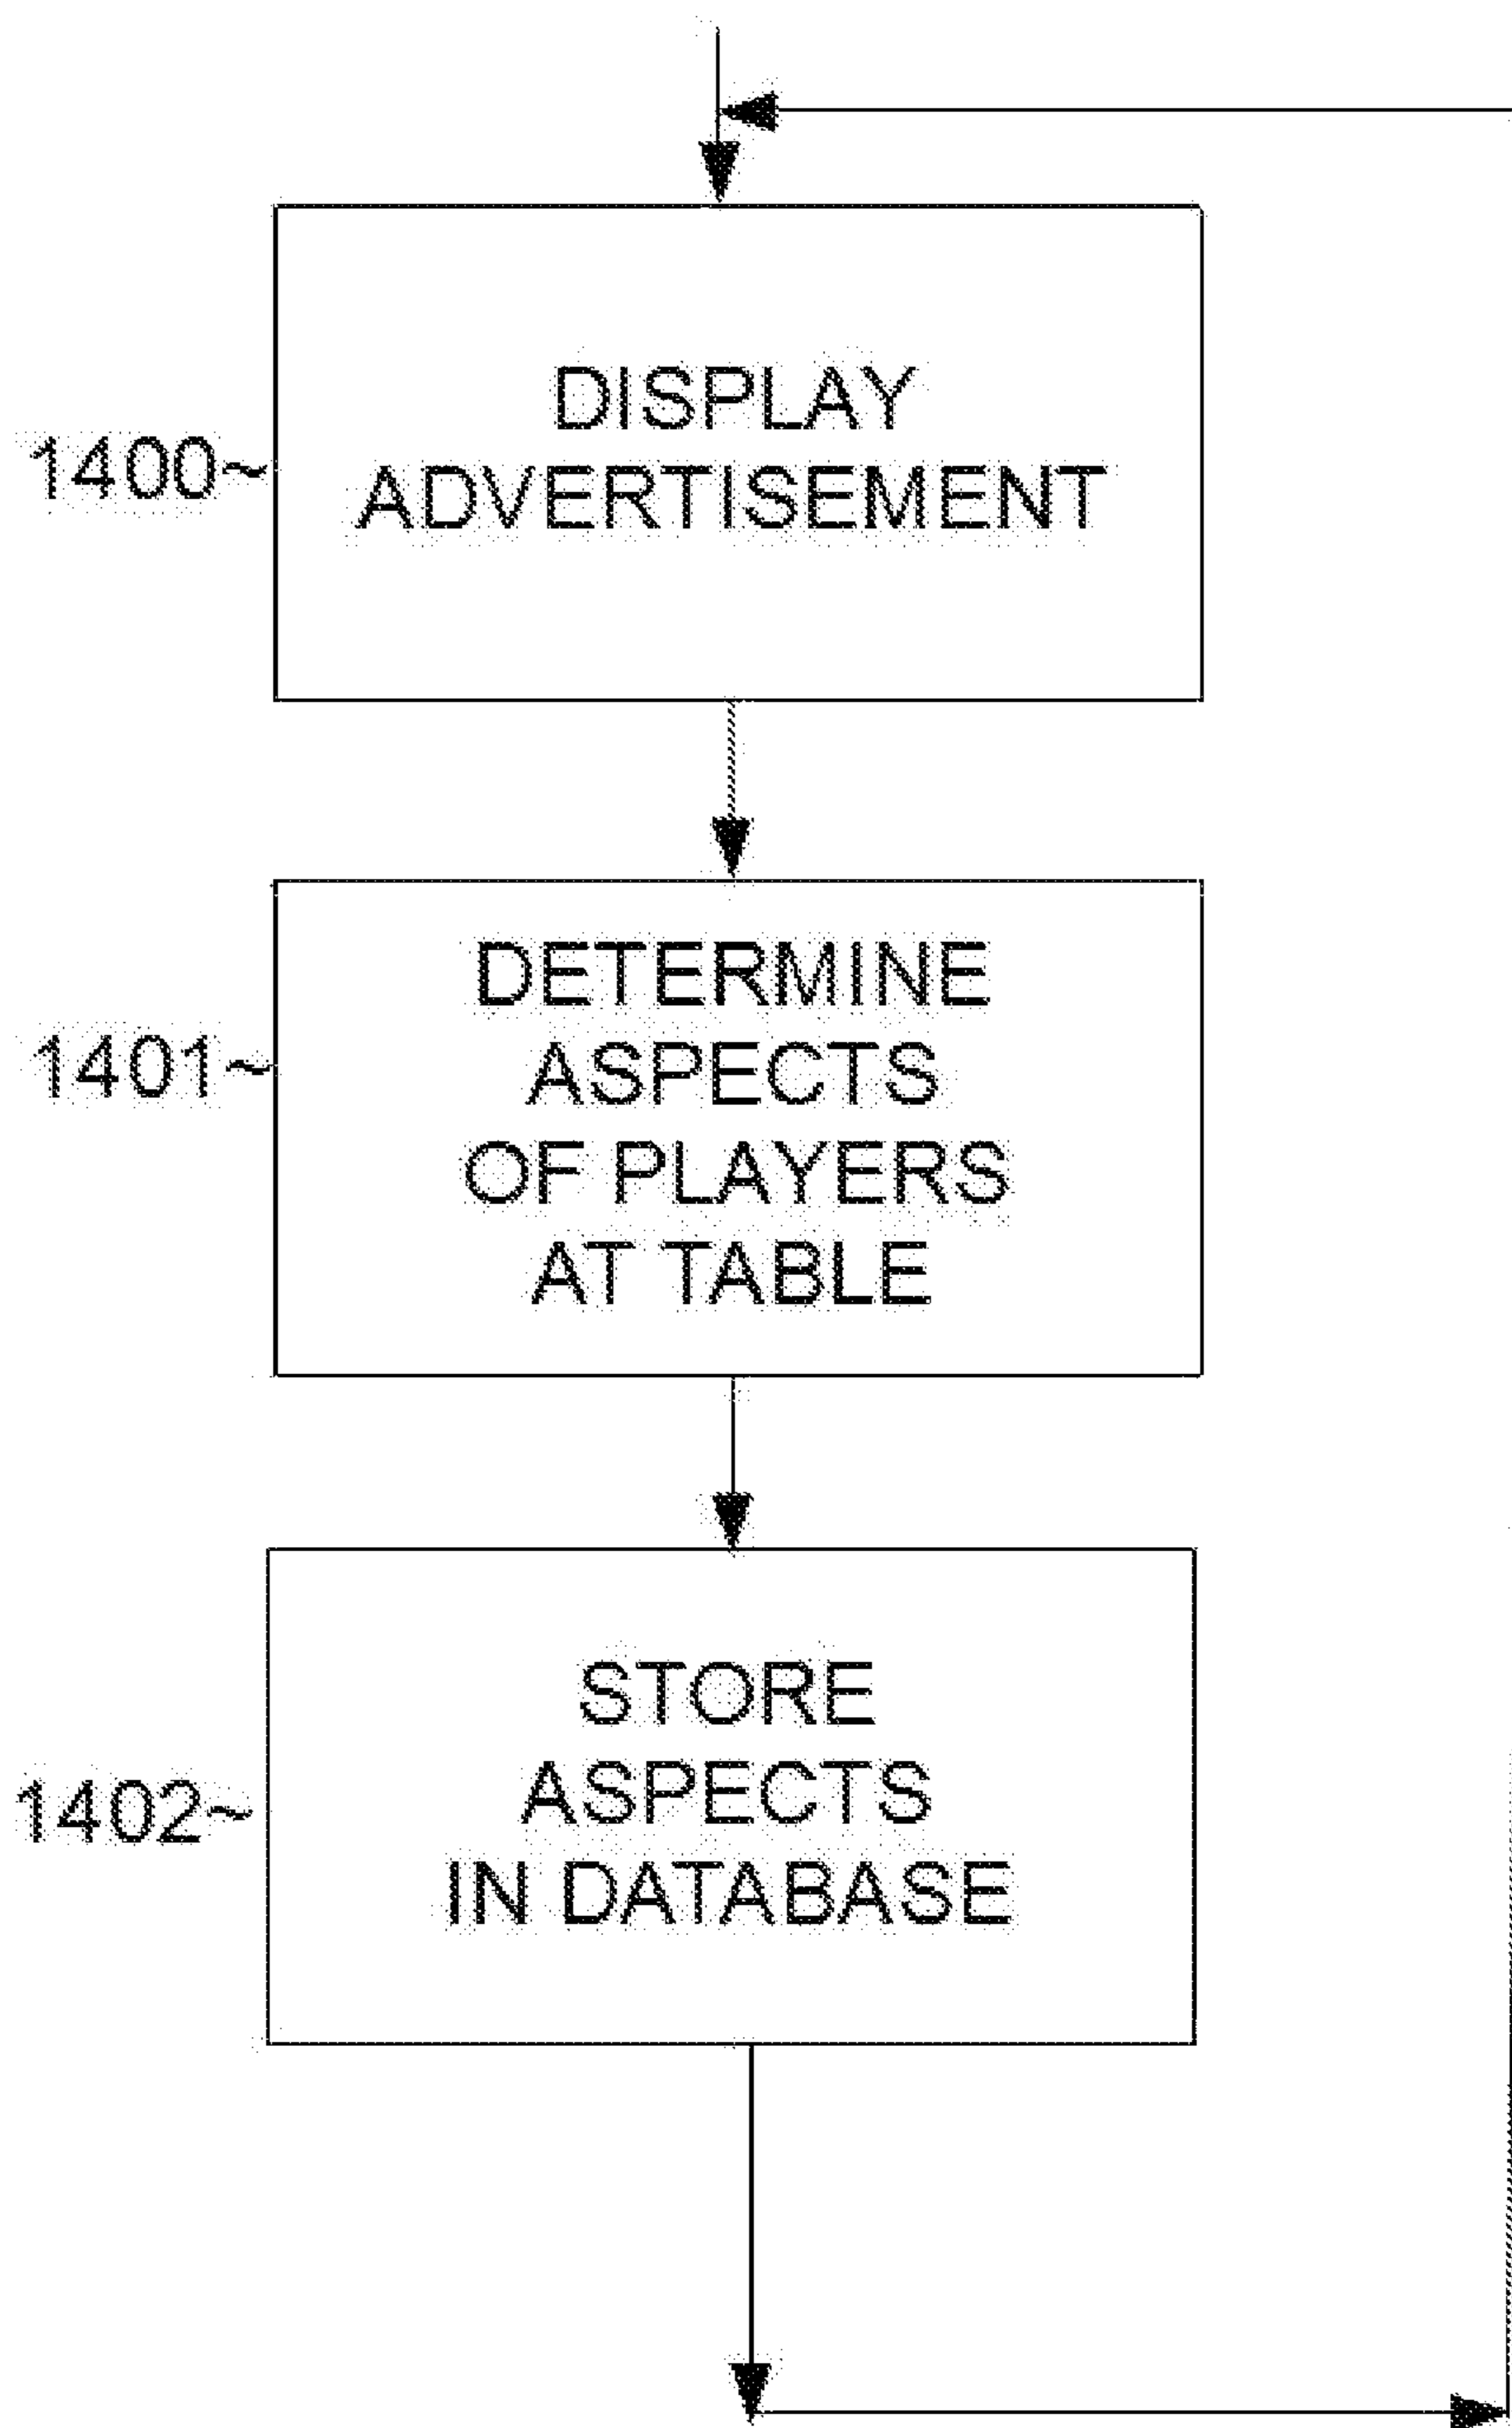 DISPLAY
ADVERTISEMENT
1400~
DETERMINE
ASPECTS
OF PLAYERS
AT TABLE
1401~
STORE
ASPECTS
IN DATABASE
1402~